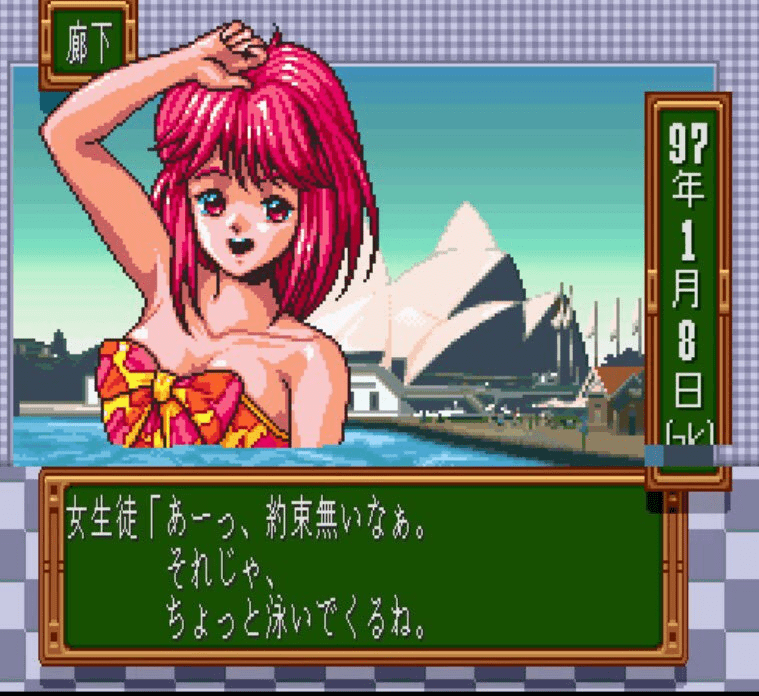 廊下
97
年
1
月
8
日
(水)
女生徒「あーっ、約束無いなぁ。
それじゃ、
ちょっと泳いでくるね。